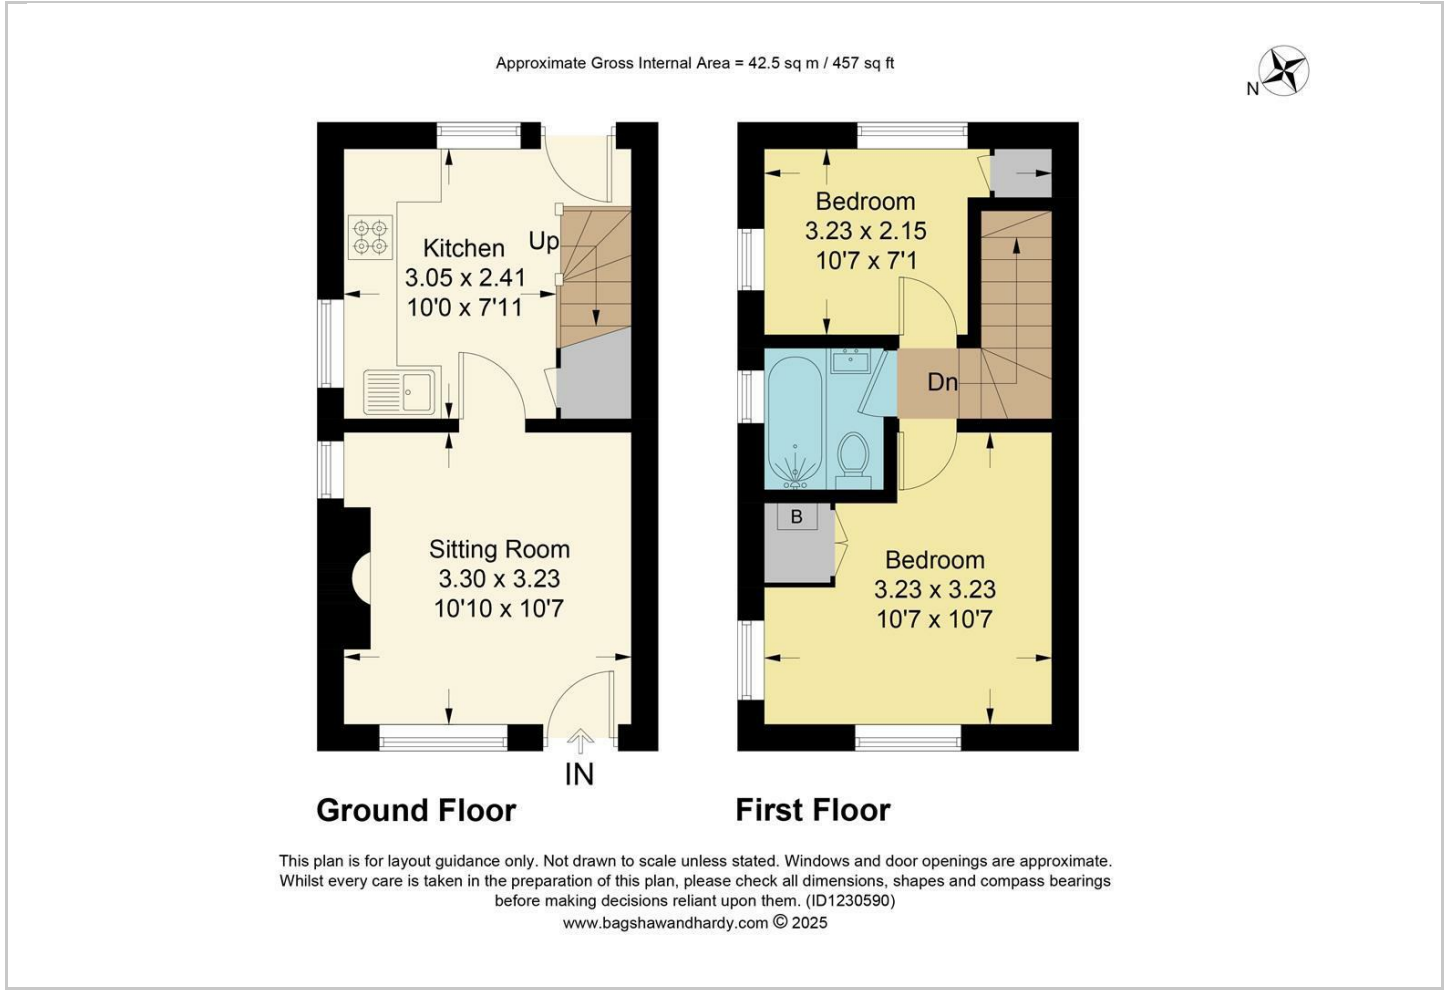 Approximate Gross Internal Area = 42.5 sq m / 457 sq ft
N
Kitchen
3.05 x 2.41
10'0 x 7'11
Up
Sitting Room
3.30 x 3.23
10'10 x 10'7
IN
Ground Floor
Bedroom
3.23 x 2.15
10'7 x 7'1
Dn
B
Bedroom
3.23 x 3.23
10'7 x 10'7
First Floor
This plan is for layout guidance only. Not drawn to scale unless stated. Windows and door openings are approximate.
Whilst every care is taken in the preparation of this plan, please check all dimensions, shapes and compass bearings
before making decisions reliant upon them. (ID1230590)
www.bagshawandhardy.com © 2025